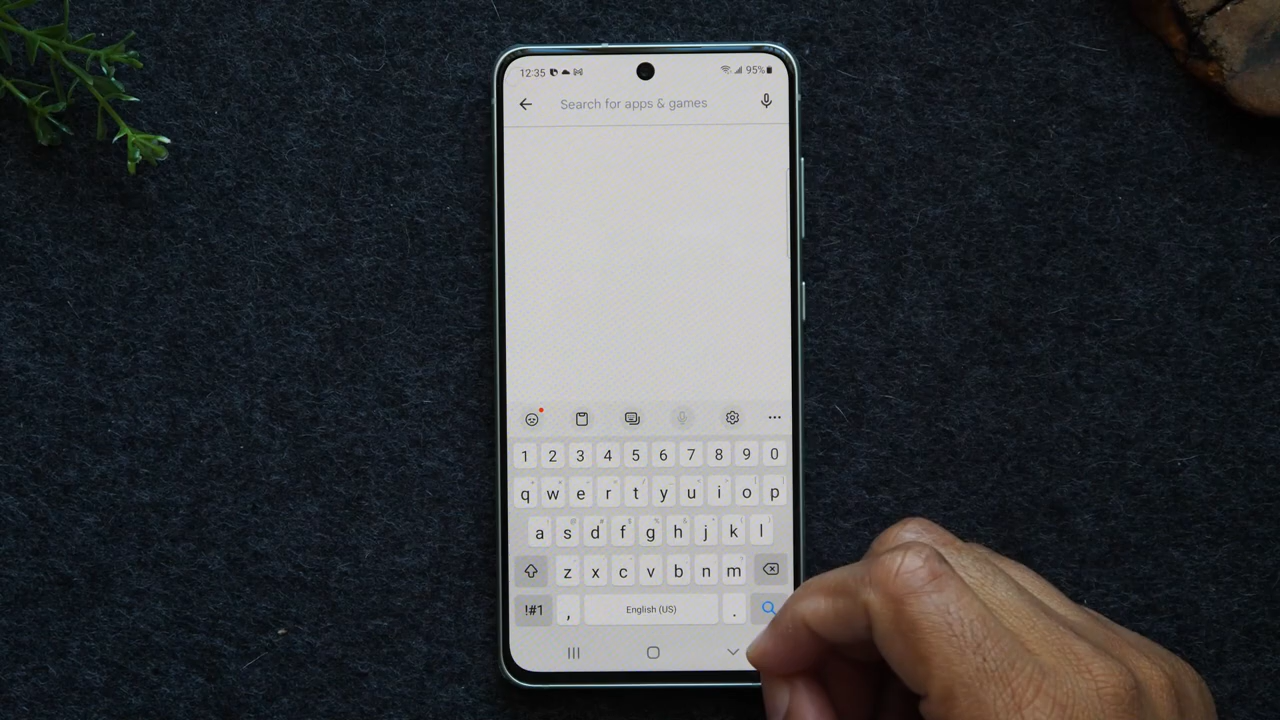 12:35 95%
Search for apps & games
1 2 3 4 5 6 7 8 9 0
q w e r t y u i o p
a s d f g h j k l
z x c v b n m
!#1 , English (US) .